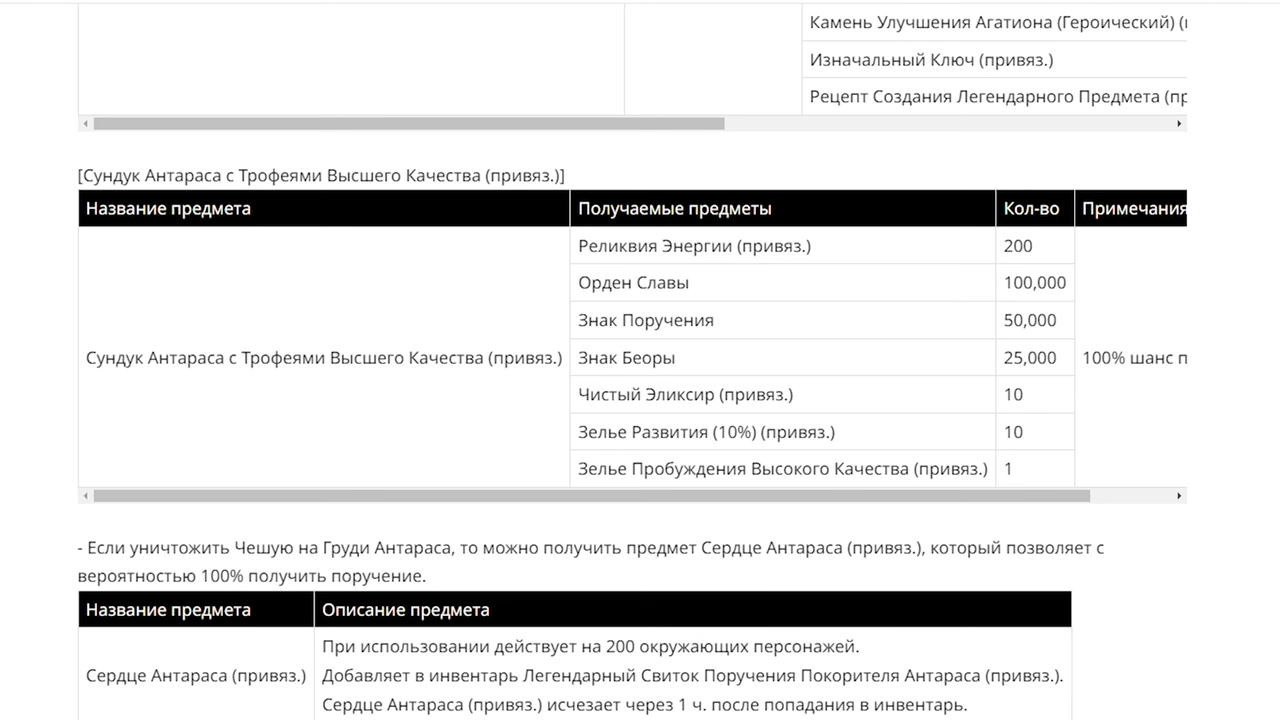 Камень Улучшения Агатиона (Героический)
Изначальный Ключ (привяз.)
Рецепт Создания Легендарного Предмета (пр
[Сундук Антараса с Трофеями Высшего Качества (привяз.)]
Название предмета Получаемые предметы Кол-во Примечания
Реликвия Энергии (привяз.) 200
Орден Славы 100,000
Знак Поручения 50,000
Сундук Антараса с Трофеями Высшего Качества (привяз.) Знак Беоры 25,000 100% шанс п
Чистый Эликсир (привяз.) 10
Зелье Развития (10%) (привяз.) 10
Зелье Пробуждения Высокого Качества (привяз.) 1
- Если уничтожить Чешую на Груди Антараса, то можно получить предмет Сердце Антараса (привяз.), который позволяет с
вероятностью 100% получить поручение.
Название предмета Описание предмета
При использовании действует на 200 окружающих персонажей.
Сердце Антараса (привяз.) Добавляет в инвентарь Легендарный Свиток Поручения Покорителя Антараса (привяз.).
Сердце Антараса (привяз.) исчезает через 1 ч. после попадания в инвентарь.